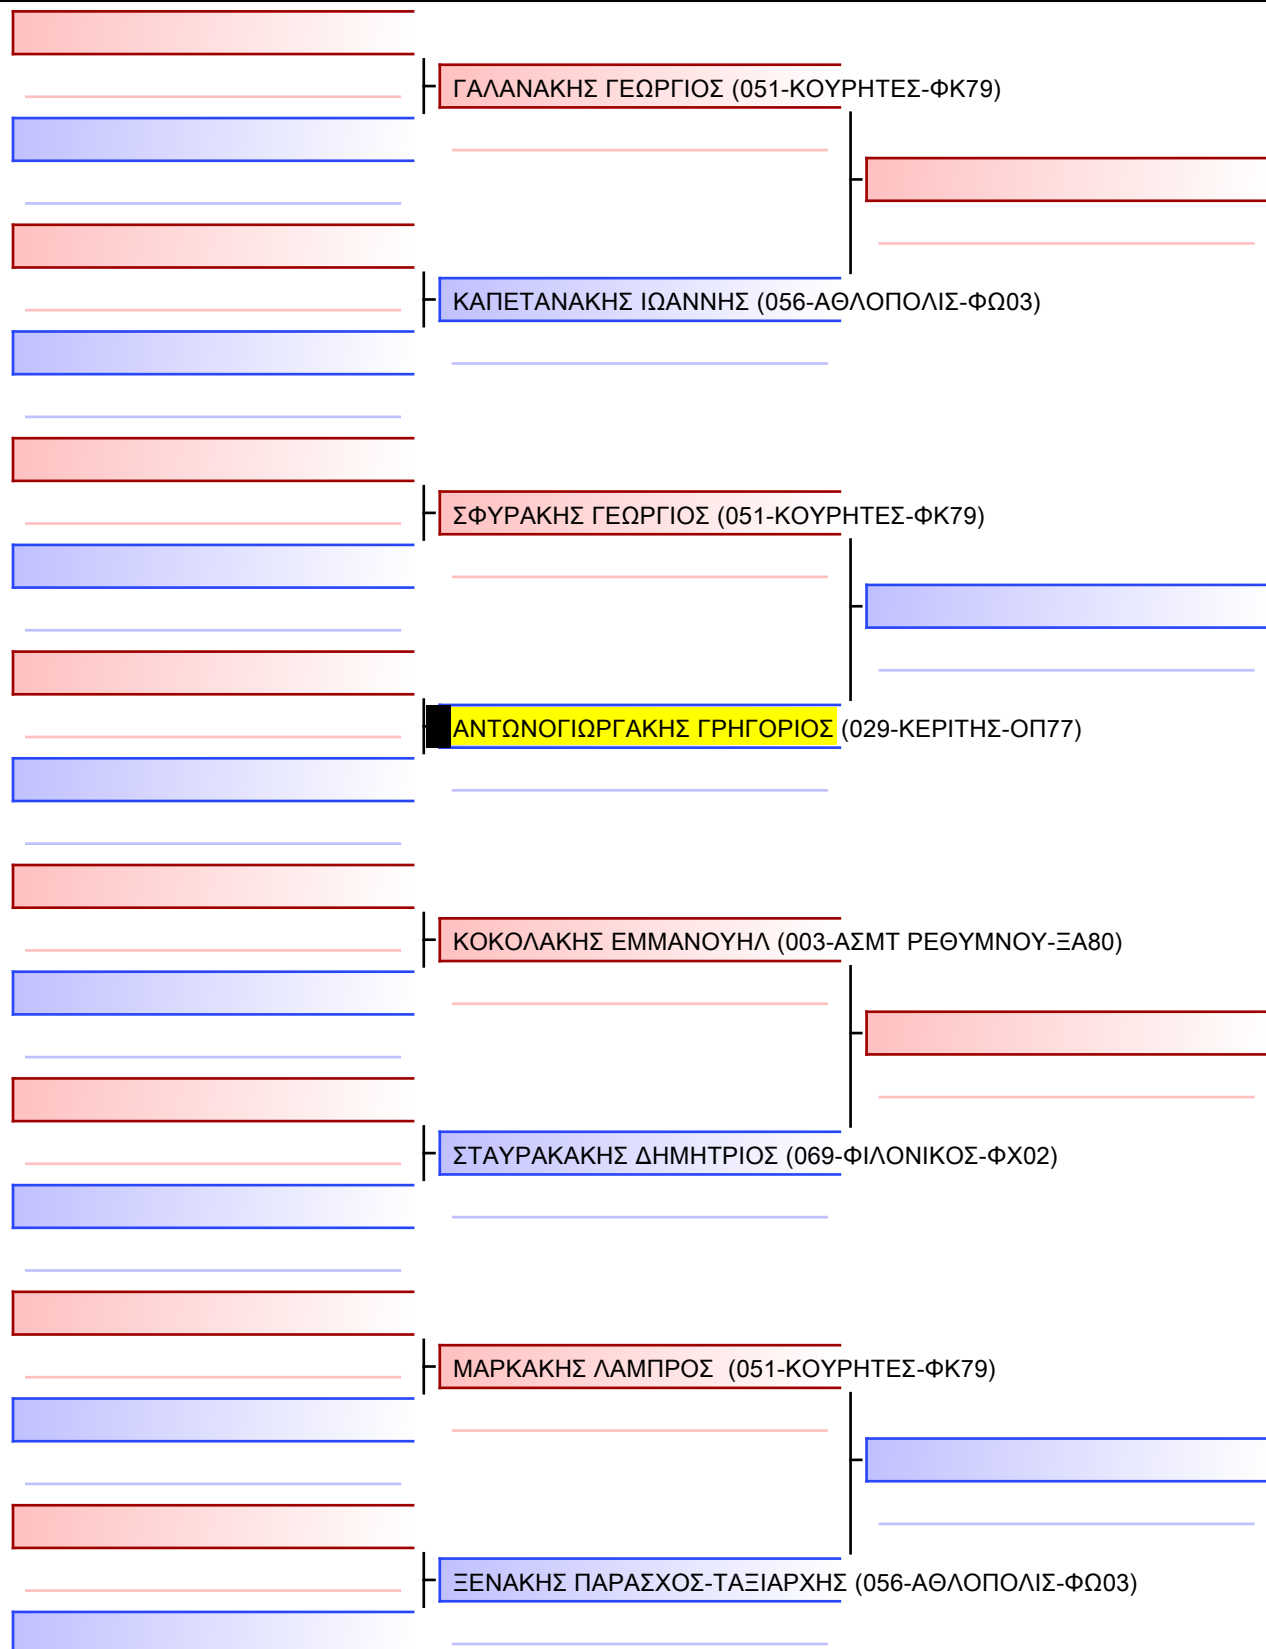 ΓΑΛΑΝΑΚΗΣ ΓΕΩΡΓΙΟΣ (051-ΚΟΥΡΗΤΕΣ-ΦΚ79)
ΚΑΠΕΤΑΝΑΚΗΣ ΙΩΑΝΝΗΣ (056-ΑΘΛΟΠΟΛΙΣ-ΦΩ03)
ΣΦΥΡΑΚΗΣ ΓΕΩΡΓΙΟΣ (051-ΚΟΥΡΗΤΕΣ-ΦΚ79)
ΑΝΤΩΝΟΓΙΩΡΓΑΚΗΣ ΓΡΗΓΟΡΙΟΣ (029-ΚΕΡΙΤΗΣ-ΟΠ77)
ΚΟΚΟΛΑΚΗΣ ΕΜΜΑΝΟΥΗΛ (003-ΑΣΜΤ ΡΕΘΥΜΝΟΥ-ΞΑ80)
ΣΤΑΥΡΑΚΑΚΗΣ ΔΗΜΗΤΡΙΟΣ (069-ΦΙΛΟΝΙΚΟΣ-ΦΧ02)
ΜΑΡΚΑΚΗΣ ΛΑΜΠΡΟΣ  (051-ΚΟΥΡΗΤΕΣ-ΦΚ79)
ΞΕΝΑΚΗΣ ΠΑΡΑΣΧΟΣ-ΤΑΞΙΑΡΧΗΣ (056-ΑΘΛΟΠΟΛΙΣ-ΦΩ03)